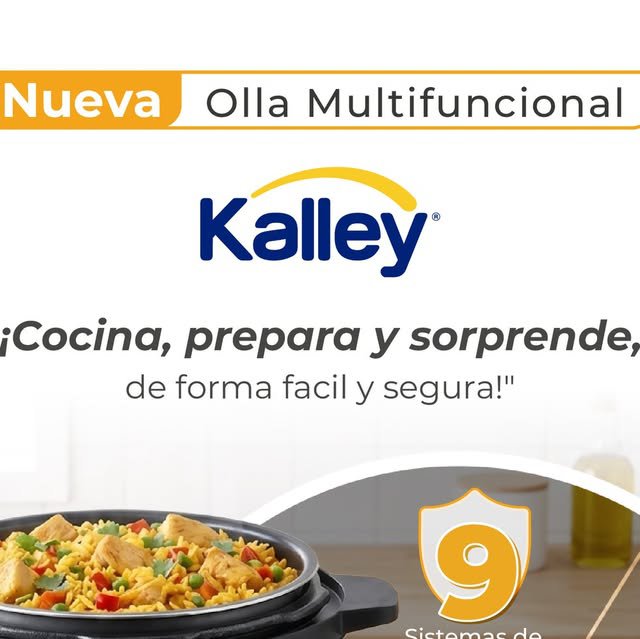 Nueva Olla Multifuncional
Kalley®
¡Cocina, prepara y sorprende,
de forma facil y segura!"
9
Sistemas de